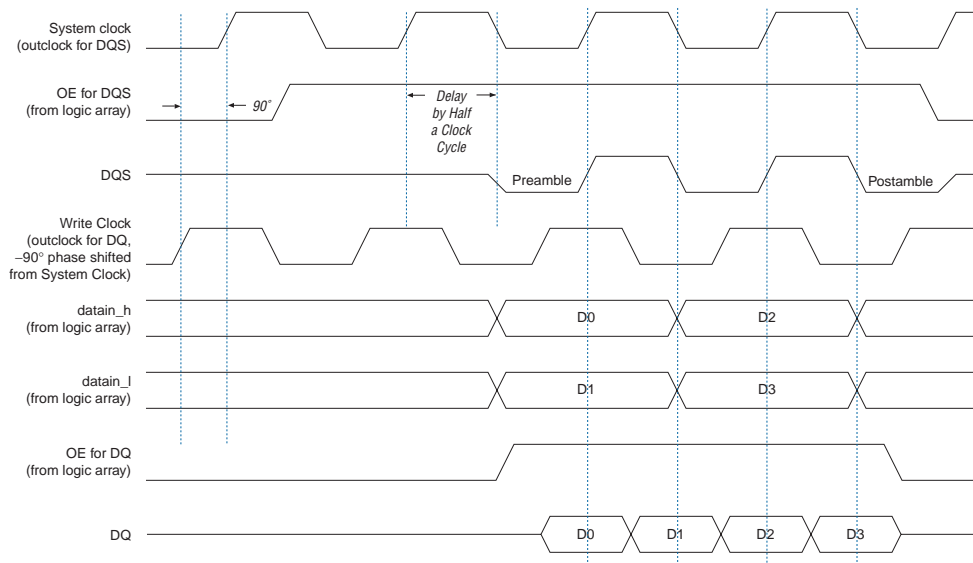 System clock
(outclock for DQS)
OE for DQS
(from logic array)
90°
Delay
by Half
a Clock
Cycle
DQS
Preamble
Postamble
Write Clock
(outclock for DQ,
–90° phase shifted
from System Clock)
datain_h
(from logic array)
D0
D2
datain_l
(from logic array)
D1
D3
OE for DQ
(from logic array)
DQ
D0
D1
D2
D3